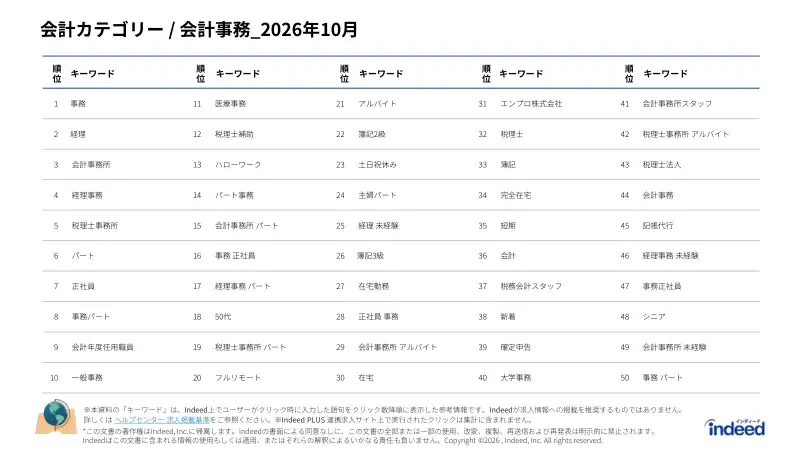 会計カテゴリー / 会計事務_2026年10月
順位 キーワード 順位 キーワード 順位 キーワード 順位 キーワード 順位 キーワード
1 事務 11 医療事務 21 アルバイト 31 エンプロ株式会社 41 会計事務所スタッフ
2 経理 12 税理士補助 22 簿記2級 32 税理士 42 税理士事務所 アルバイト
3 会計事務所 13 ハローワーク 23 土日祝休み 33 簿記 43 税理士法人
4 経理事務 14 パート事務 24 主婦パート 34 完全在宅 44 会計事務
5 税理士事務所 15 会計事務所 パート 25 経理 未経験 35 短期 45 記帳代行
6 パート 16 事務 正社員 26 簿記3級 36 会計 46 経理事務 未経験
7 正社員 17 経理事務 パート 27 在宅勤務 37 税務会計スタッフ 47 事務正社員
8 事務パート 18 50代 28 正社員 事務 38 新着 48 シニア
9 会計年度任用職員 19 税理士事務所 パート 29 会計事務所 アルバイト 39 確定申告 49 会計事務所 未経験
10 一般事務 20 フルリモート 30 在宅 40 大学事務 50 事務 パート
※本資料の「キーワード」は、Indeed上でユーザーがクリック時に入力した語句をクリック数降順に表示した参考情報です。Indeedが求人情報への掲載を推奨するものではありません。
詳しくは ヘルプセンター 求人掲載基準をご参照ください。※Indeed PLUS 連携求人サイト上で実行されたクリックは集計に含まれません。
*この文書の著作権はIndeed, Inc.に帰属します。Indeedの書面による同意なしに、この文書の全部または一部の使用、改変、複製、再送信および再発表は明示的に禁止されます。
Indeedはこの文書に含まれる情報の使用もしくは適用、またはそれらの解釈によるいかなる責任も負いません。Copyright ©2026 , Indeed, Inc. All rights reserved.
インディード
indeed